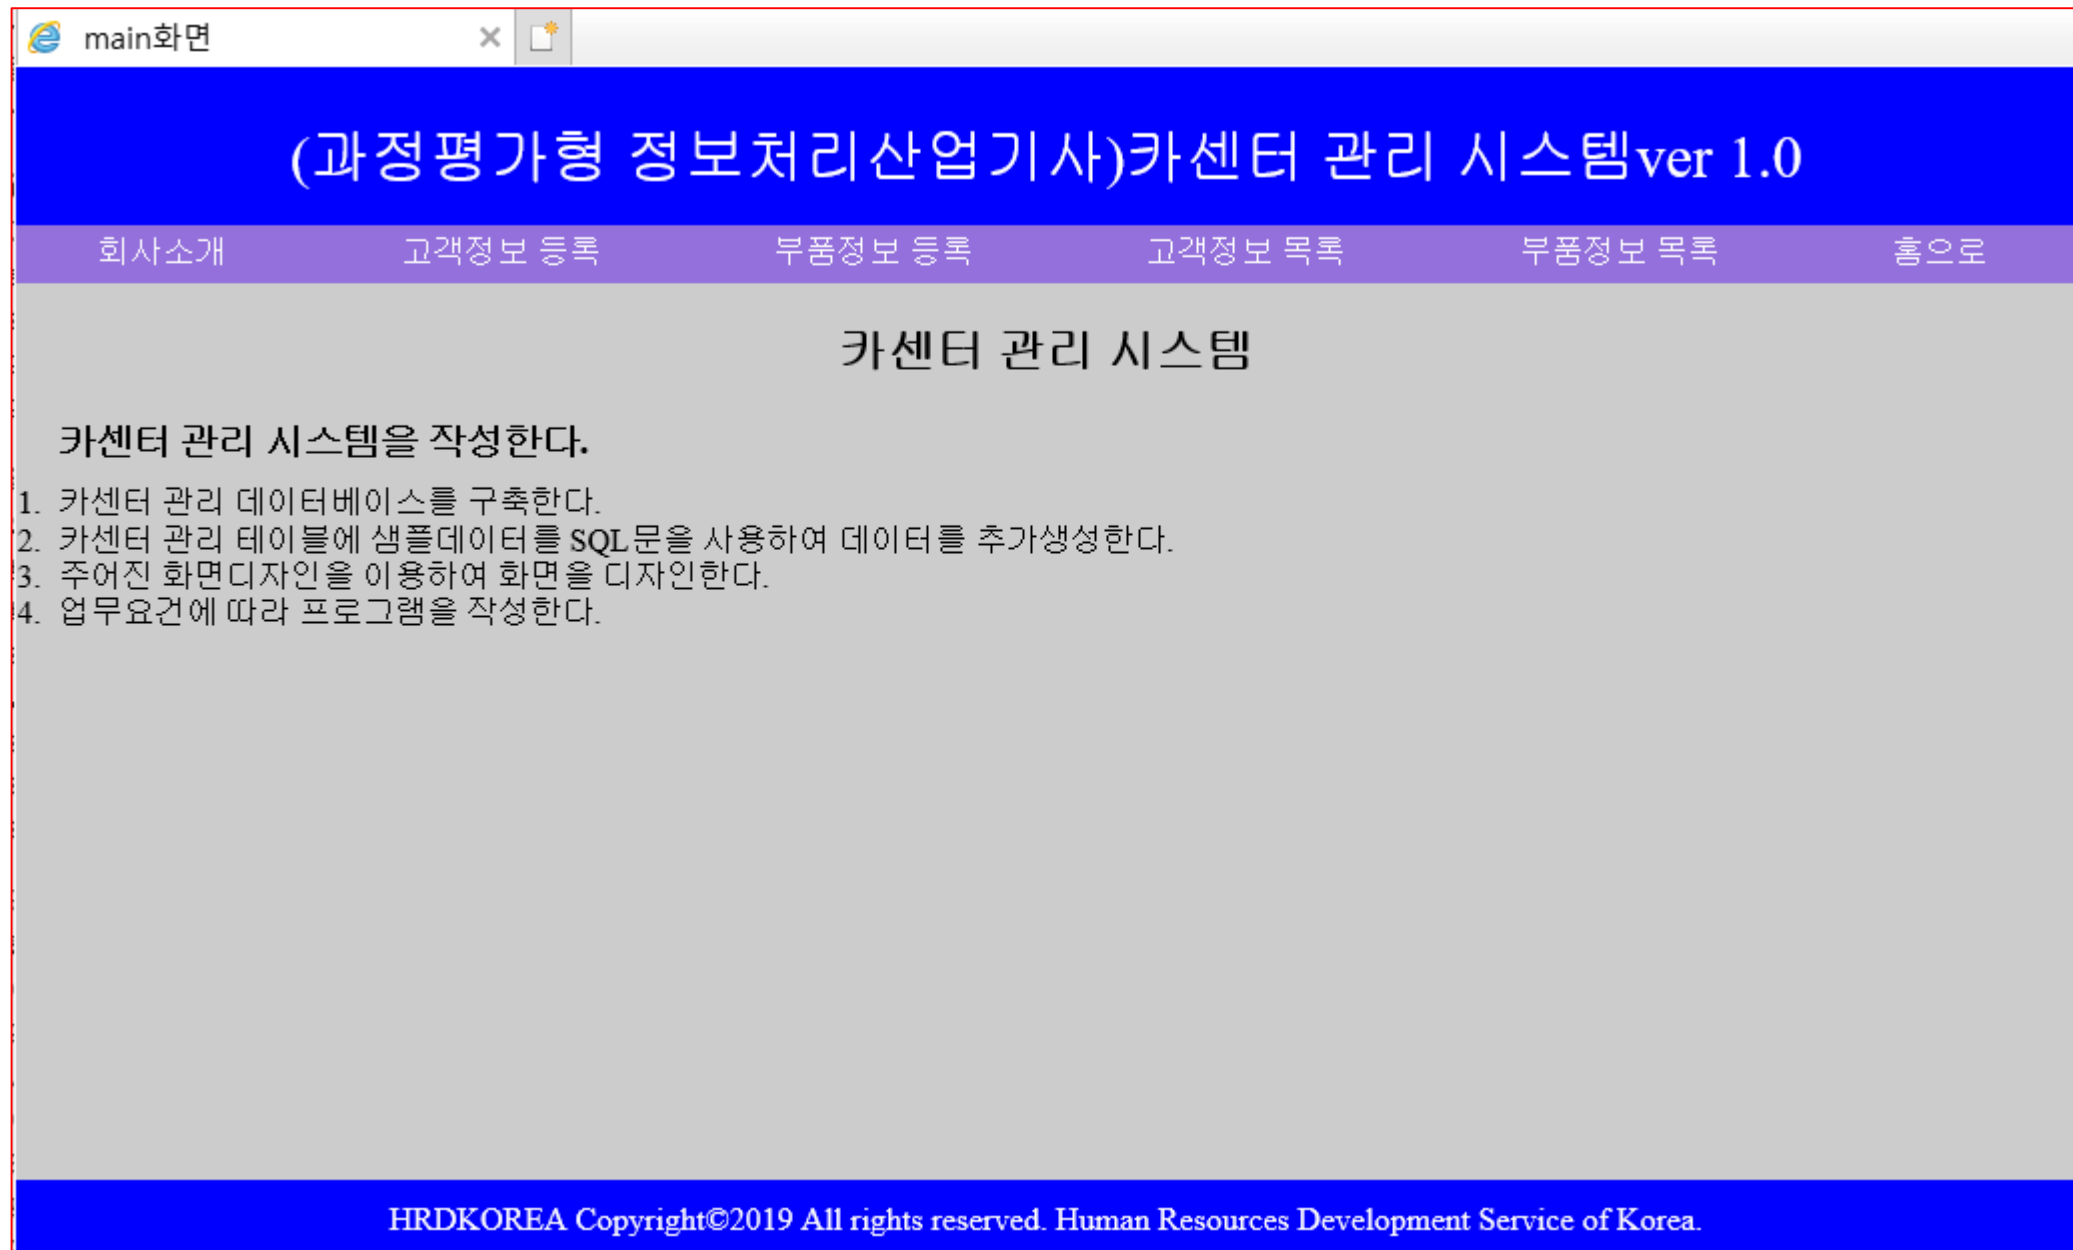 main화면
(과정평가형 정보처리산업기사)카센터 관리 시스템ver 1.0
회사소개 고객정보 등록 부품정보 등록 고객정보 목록 부품정보 목록 홈으로
카센터 관리 시스템
카센터 관리 시스템을 작성한다.
1. 카센터 관리 데이터베이스를 구축한다.
2. 카센터 관리 테이블에 샘플데이터를 SQL문을 사용하여 데이터를 추가생성한다.
3. 주어진 화면디자인을 이용하여 화면을 디자인한다.
4. 업무요건에 따라 프로그램을 작성한다.
HRDKOREA Copyright©2019 All rights reserved. Human Resources Development Service of Korea.